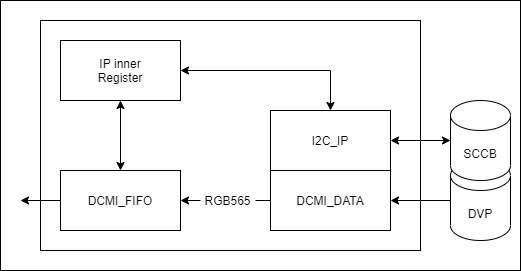 IP inner
Register
I2C_IP
SCCB
DCMI_FIFO
RGB565
DCMI_DATA
DVP